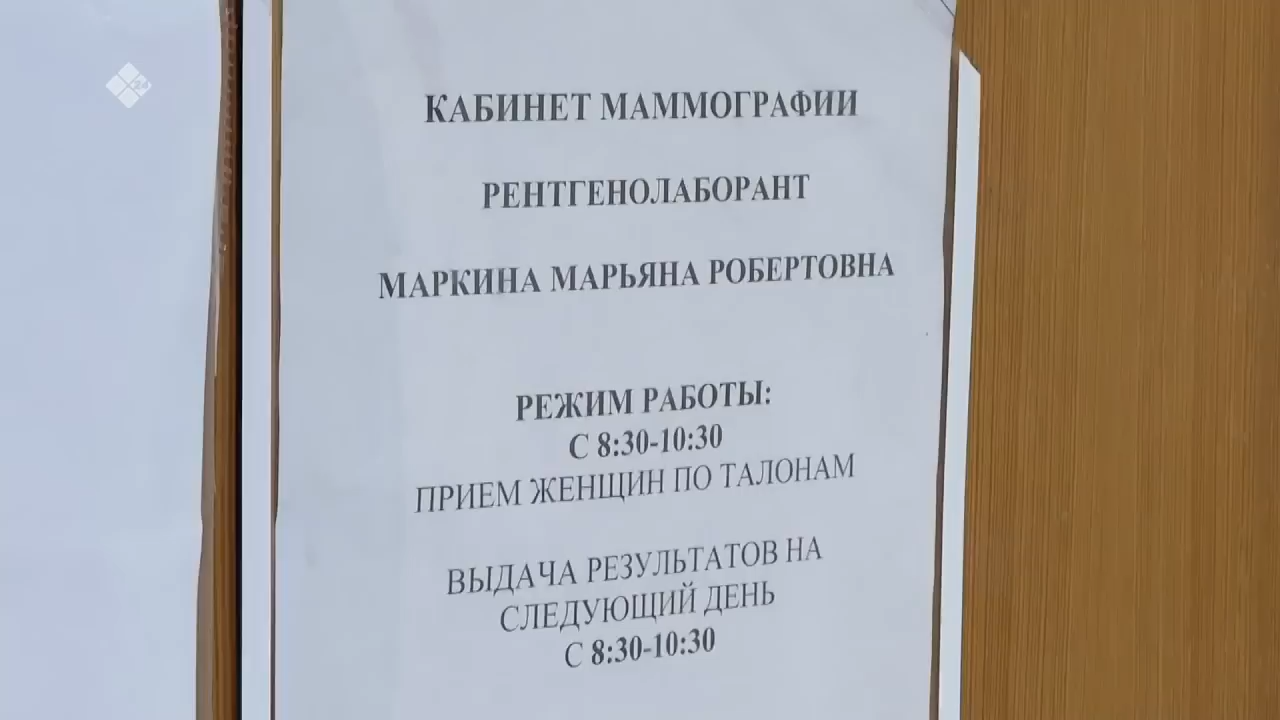 Х24
КАБИНЕТ МАММОГРАФИИ
РЕНТГЕНОЛАБОРАНТ
МАРКИНА МАРЬЯНА РОБЕРТОВНА
РЕЖИМ РАБОТЫ:
С 8:30-10:30
ПРИЕМ ЖЕНЩИН ПО ТАЛОНАМ
ВЫДАЧА РЕЗУЛЬТАТОВ НА
СЛЕДУЮЩИЙ ДЕНЬ
С 8:30-10:30